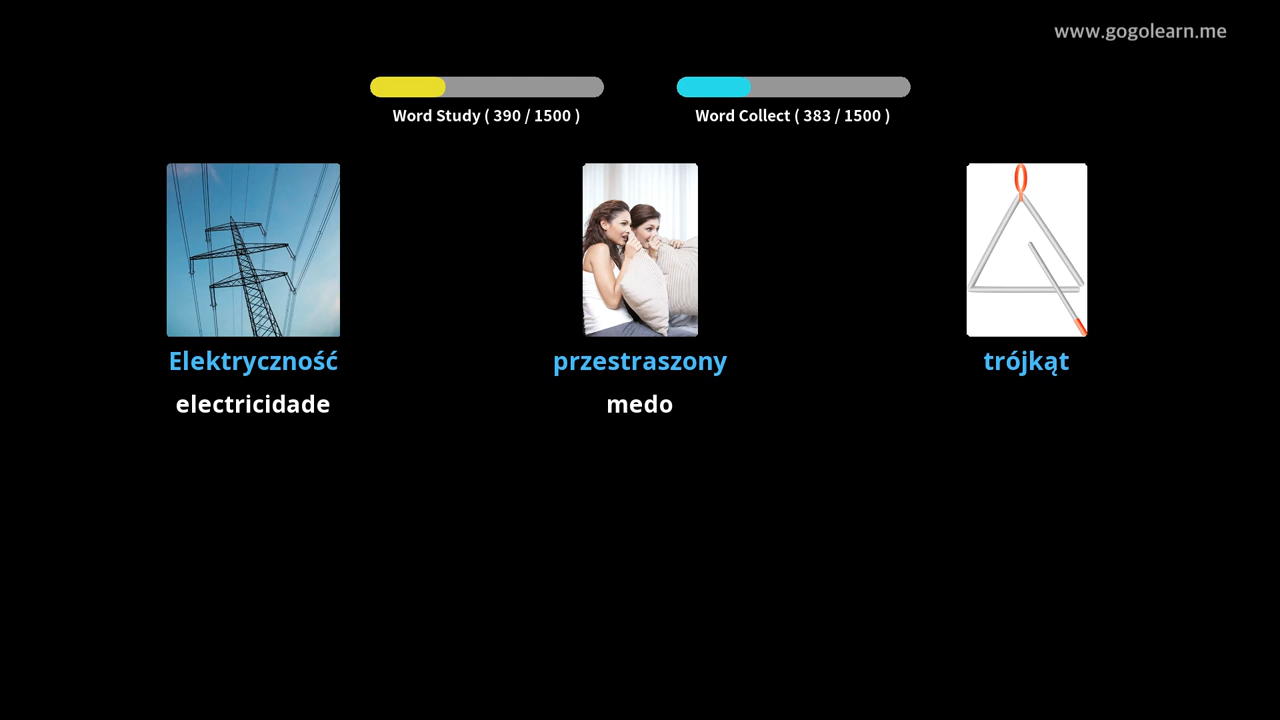 www.gogolearn.me
Word Study ( 390 / 1500 )
Word Collect ( 383 / 1500 )
Elektryczność
przestraszony
trójkąt
electricidade
medo